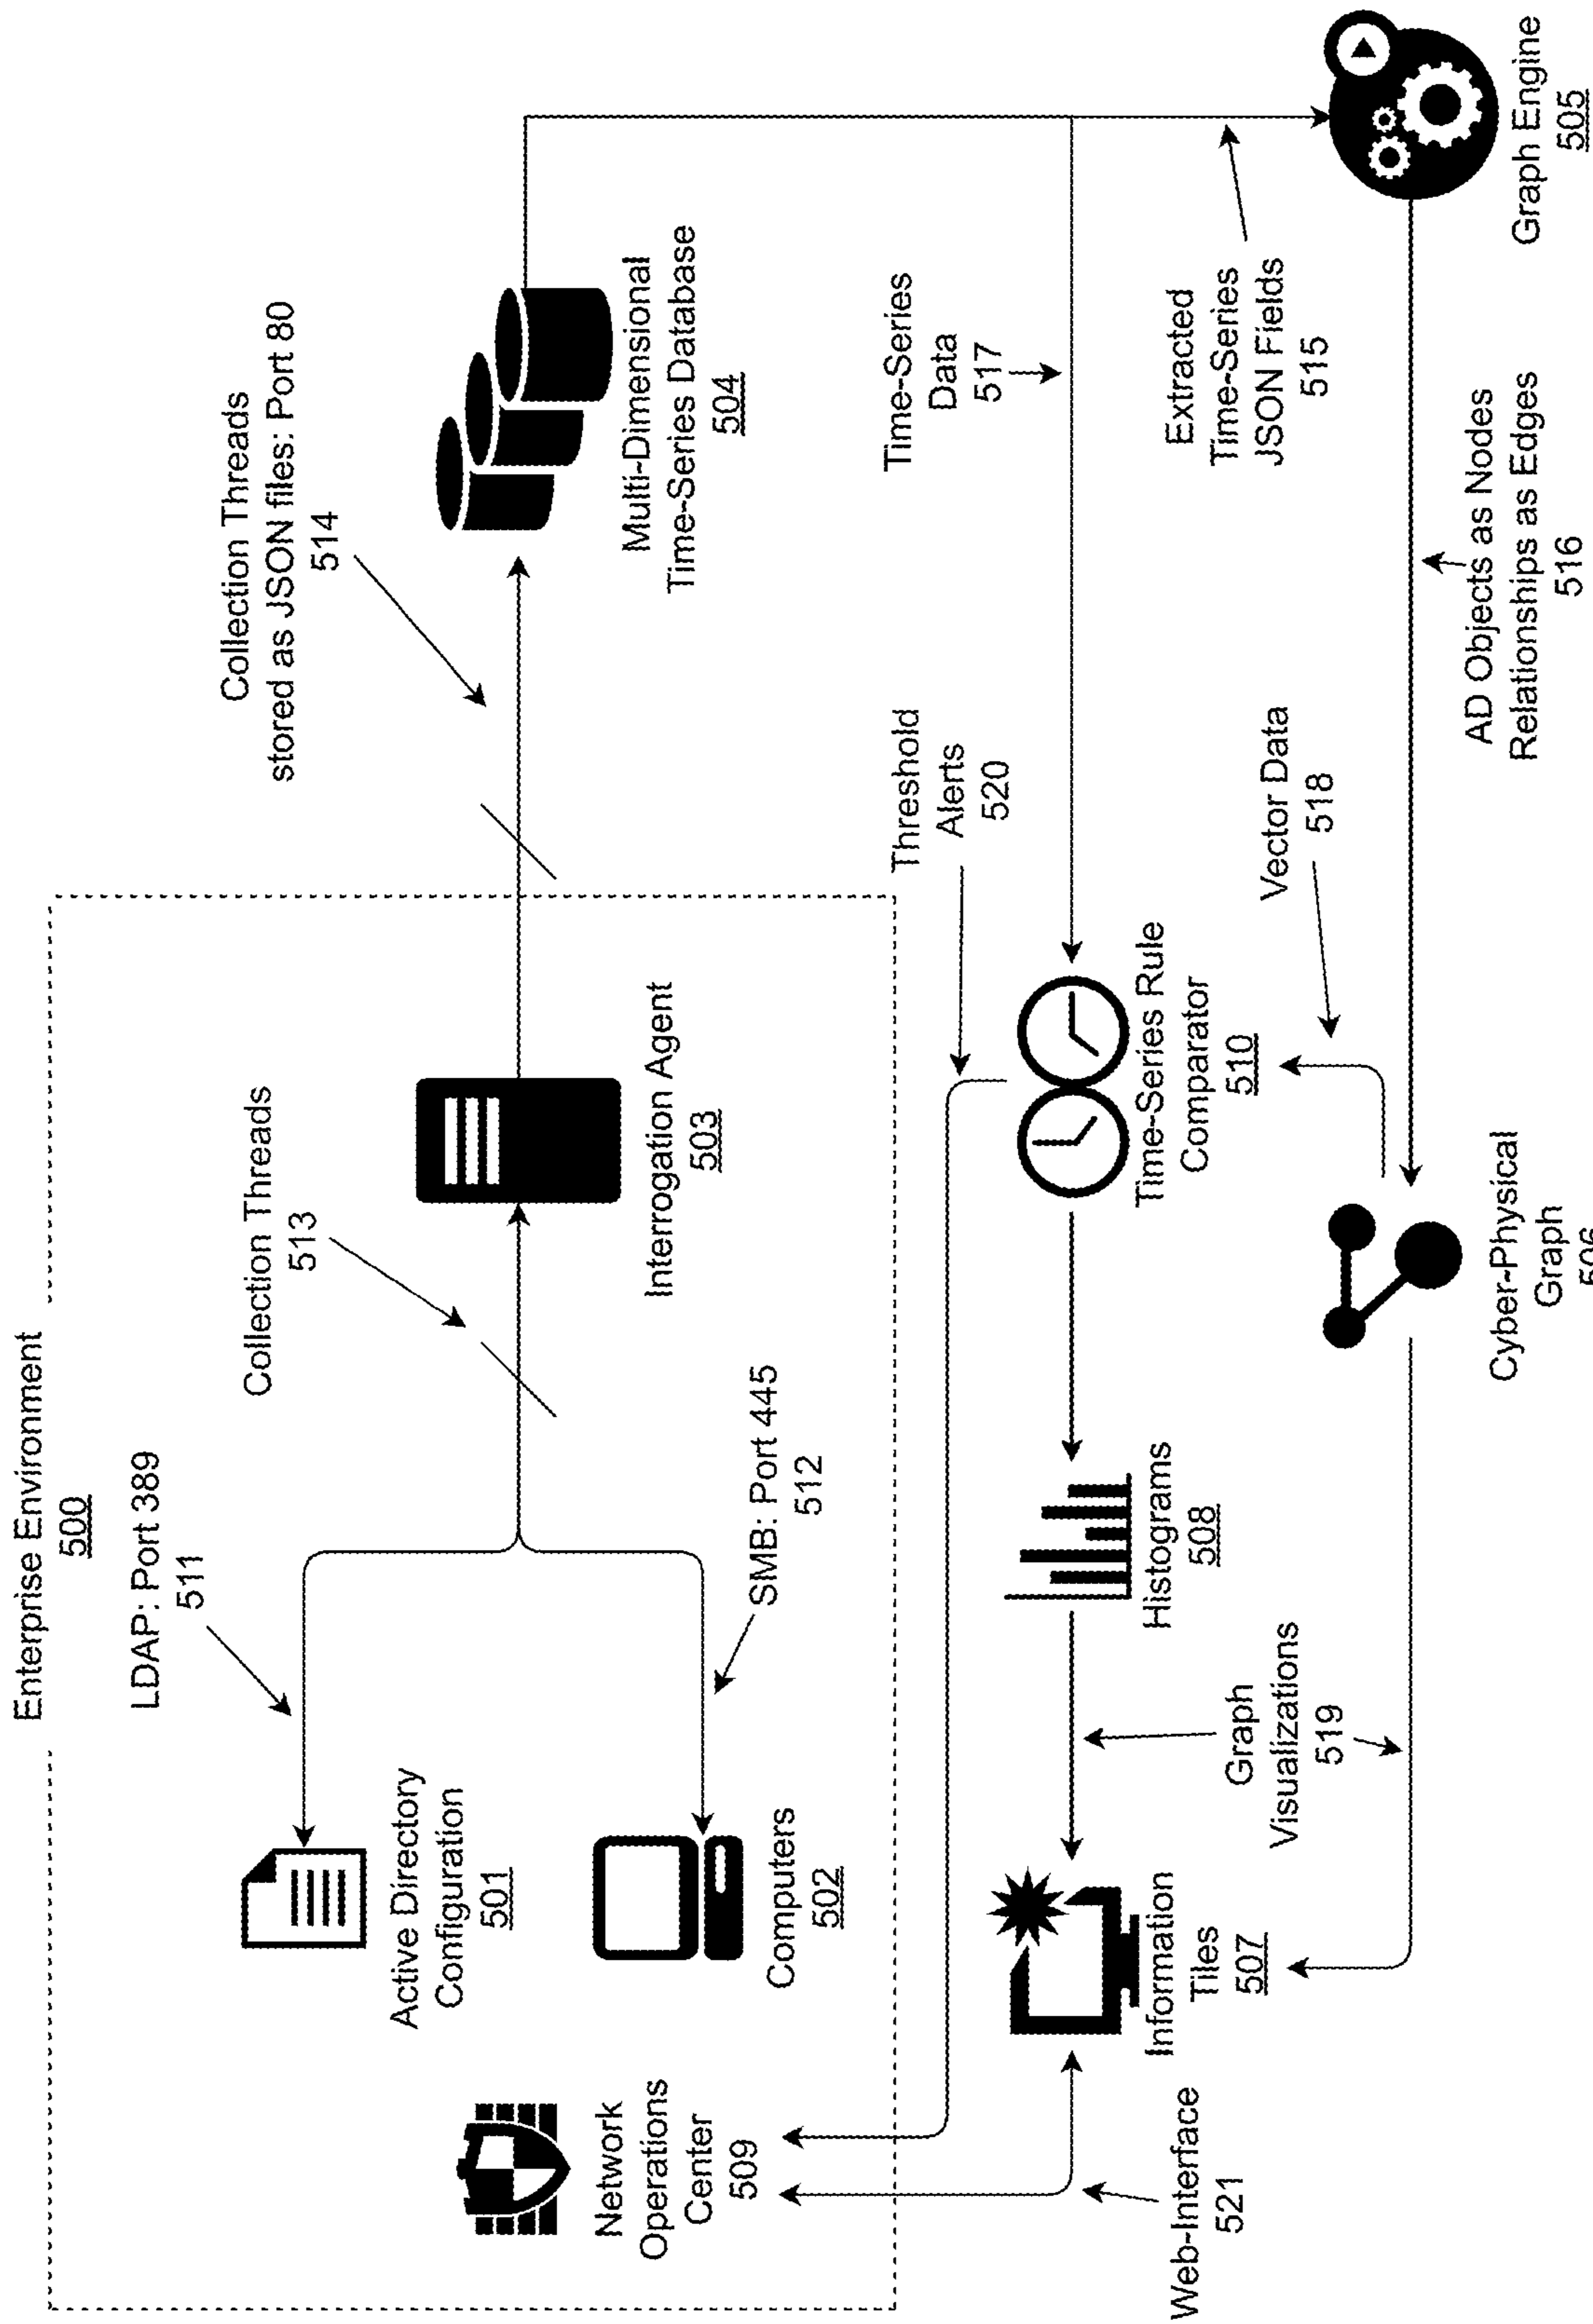 Enterprise Environment
500
LDAP: Port 389
511
Collection Threads
513
Collection Threads
stored as JSON files: Port 80
514
Active Directory
Configuration
501
Network
Operations
Center
509
Computers
502
SMB: Port 445
512
Interrogation Agent
503
Multi-Dimensional
Time-Series Database
504
Threshold
Alerts
520
Time-Series
Data
517
Web-Interface
521
Information
Tiles
507
Histograms
508
Time-Series Rule
Comparator
510
Extracted
Time-Series
JSON Fields
515
Graph
Visualizations
519
Vector Data
518
Cyber-Physical
Graph
506
AD Objects as Nodes
Relationships as Edges
516
Graph Engine
505